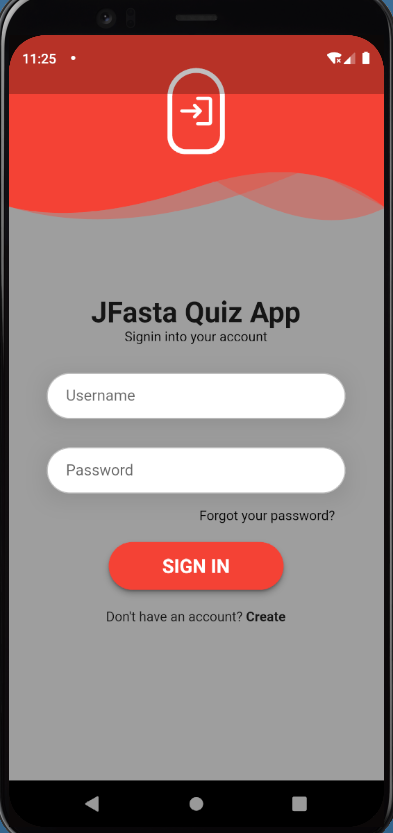 11:25
JFasta Quiz App
Signin into your account
Username
Password
Forgot your password?
SIGN IN
Don't have an account? Create